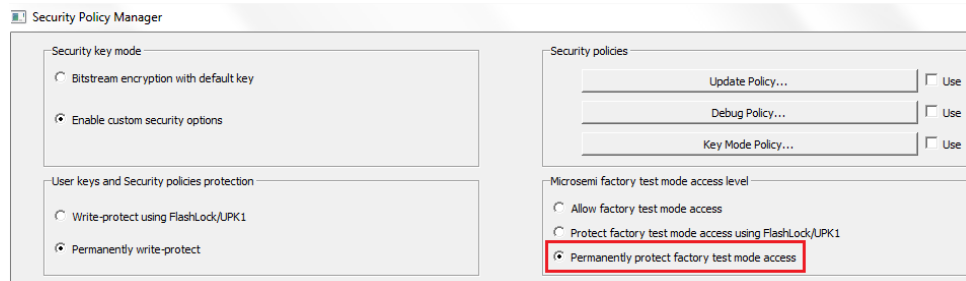 Security Policy Manager
Security key mode
Bitstream encryption with default key
Enable custom security options
Security policies
Update Policy... Use
Debug Policy... Use
Key Mode Policy... Use
User keys and Security policies protection
Write-protect using FlashLock/UPK1
Permanently write-protect
Microsemi factory test mode access level
Allow factory test mode access
Protect factory test mode access using FlashLock/UPK1
Permanently protect factory test mode access